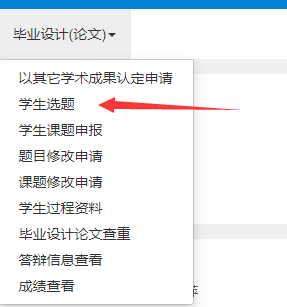 毕业设计(论文)
以其它学术成果认定申请
学生选题
学生课题申报
题目修改申请
课题修改申请
学生过程资料
毕业设计论文查重
答辩信息查看
成绩查看